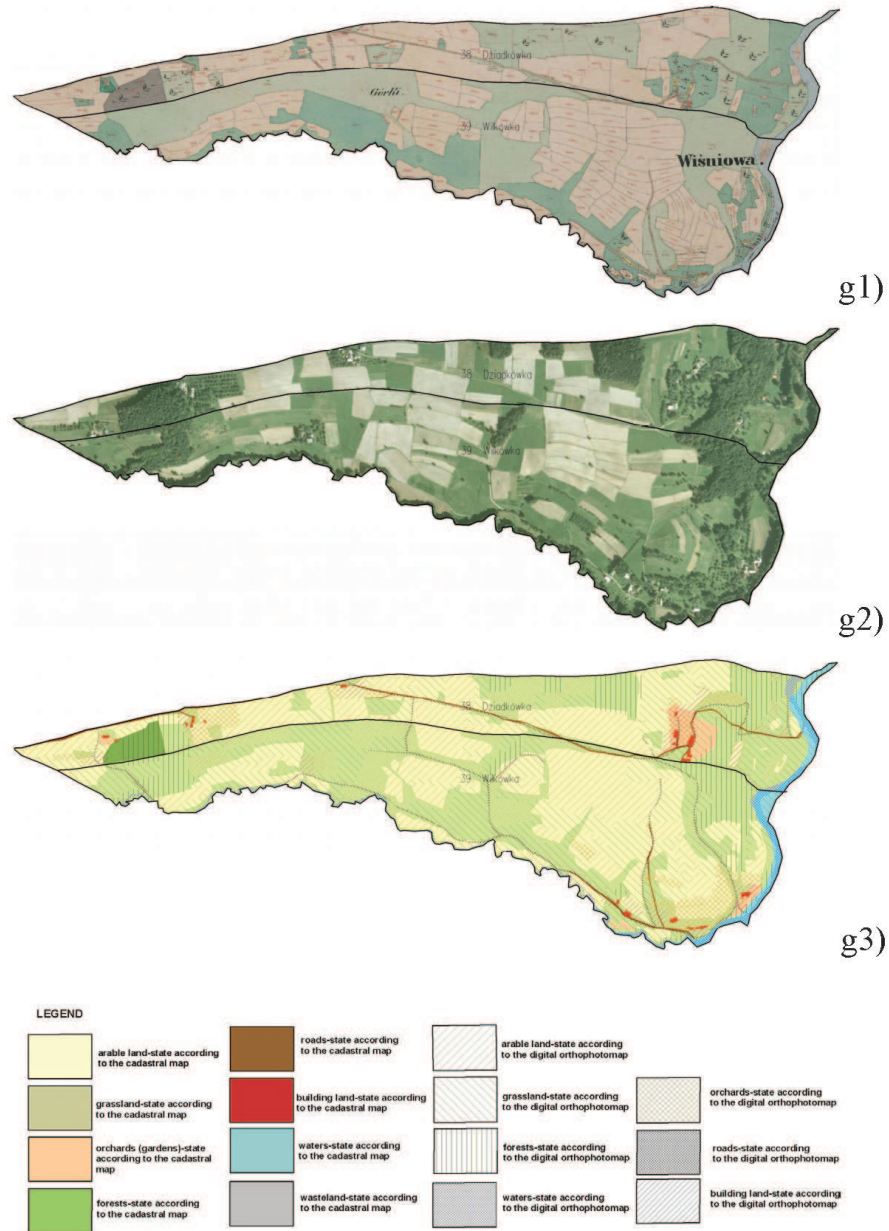 38 Dziadkówka
Górki
39 Wilkówka
Wiśniowa.
g1)
38 Dziadkówka
39 Wilkówka
g2)
38 Dziadkówka
39 Wilkówka
g3)
LEGEND
arable land-state according
to the cadastral map
grassland-state according
to the cadastral map
orchards (gardens)-state
according to the cadastral
map
forests-state according
to the cadastral map
roads-state according
to the cadastral map
building land-state according
to the cadastral map
waters-state according
to the cadastral map
wasteland-state according
to the cadastral map
arable land-state according
to the digital orthophotomap
grassland-state according
to the digital orthophotomap
forests-state according
to the digital orthophotomap
waters-state according
to the digital orthophotomap
orchards-state according
to the digital orthophotomap
roads-state according
to the digital orthophotomap
building land-state according
to the digital orthophotomap